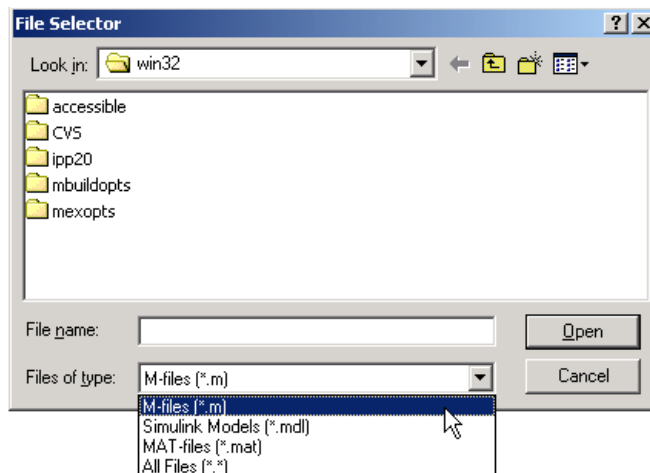 File Selector
Look in: win32
accessible
CVS
ipp20
mbuildopts
mexopts
File name:
Open
Files of type: M-files (*.m)
Cancel
M-files (*.m)
Simulink Models (*.mdl)
MAT-files (*.mat)
All Files (*.*)